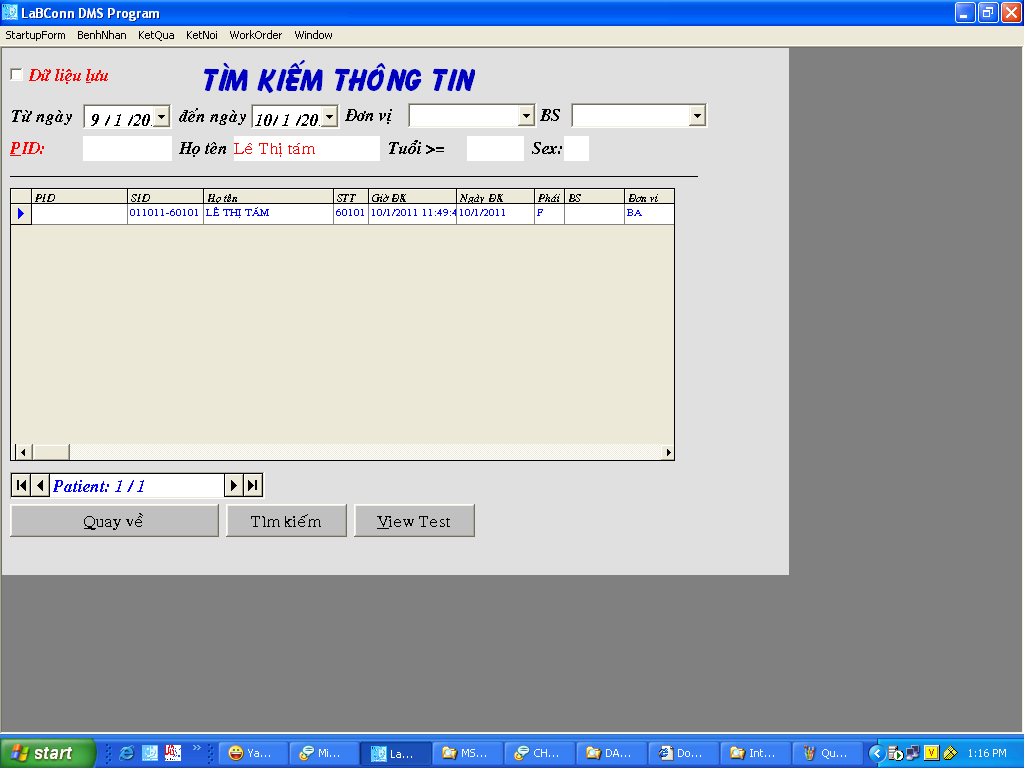 LaBConn DMS Program
StartupForm BenhNhan KetQua KetNoi WorkOrder Window
Dữ liệu lưu
TÌM KIẾM THÔNG TIN
Từ ngày 9 / 1 /20 đến ngày 10/ 1 /20 Đơn vị BS
PID: Họ tên Lê Thị tám Tuổi >= Sex:
PID SID Họ tên STT Giờ ĐK Ngày ĐK Phái BS Đơn vi
011011-60101 LÊ THỊ TÁM 60101 10/1/2011 11:49:4 10/1/2011 F BA
Patient: 1 / 1
Quay về Tìm kiếm View Test
start Ya... Mi... La... MS... CH... DA... Do... Int... Qu... 1:16 PM